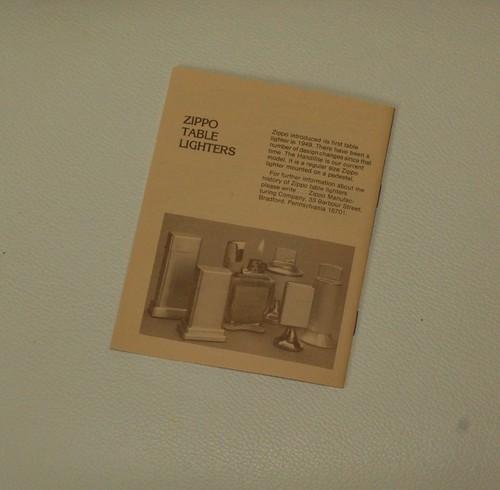 ZIPPO
TABLE
LIGHTERS
Zippo introduced its first table
lighter in 1949. There have been a
number of design changes since that
time. The Handilite is our current
model. It is a regular size Zippo
lighter mounted on a pedestal.
For further information about the
history of Zippo table lighters
please write . . . Zippo Manufac-
turing Company, 33 Barbour Street,
Bradford, Pennsylvania 16701.